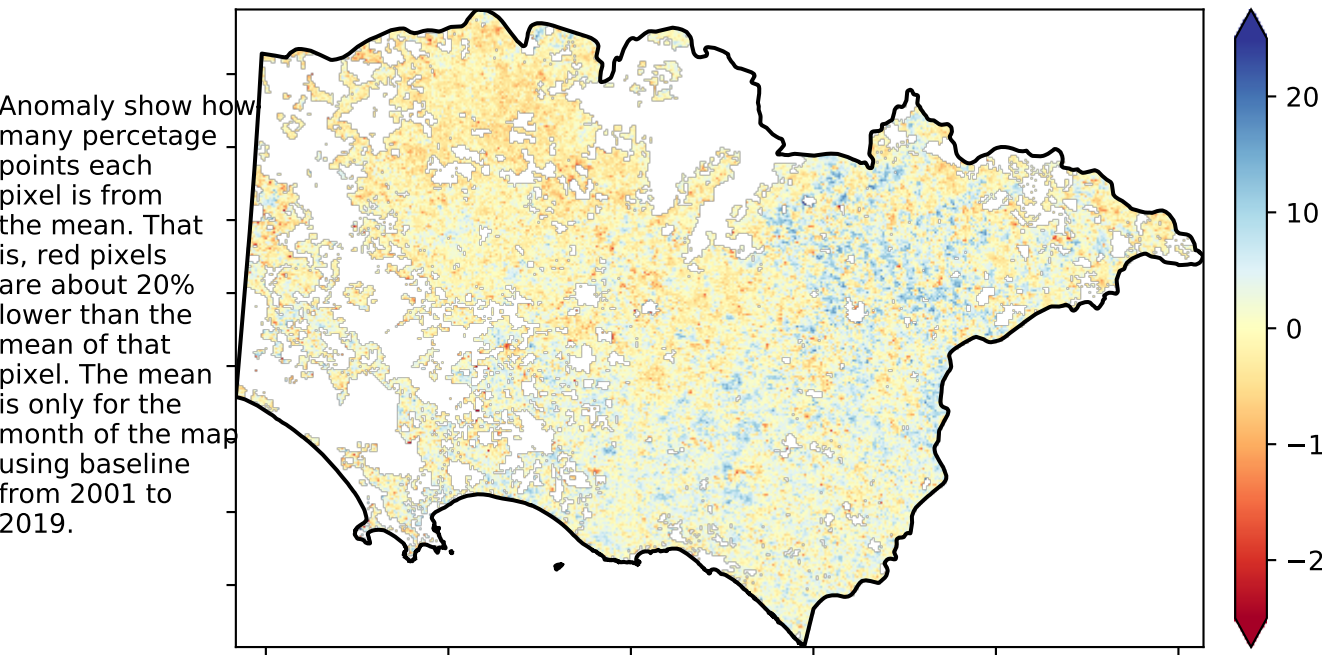 Anomaly show how
many percetage
points each
pixel is from
the mean. That
is, red pixels
are about 20%
lower than the
mean of that
pixel. The mean
is only for the
month of the map
using baseline
from 2001 to
2019.
20
10
0
−1
−2